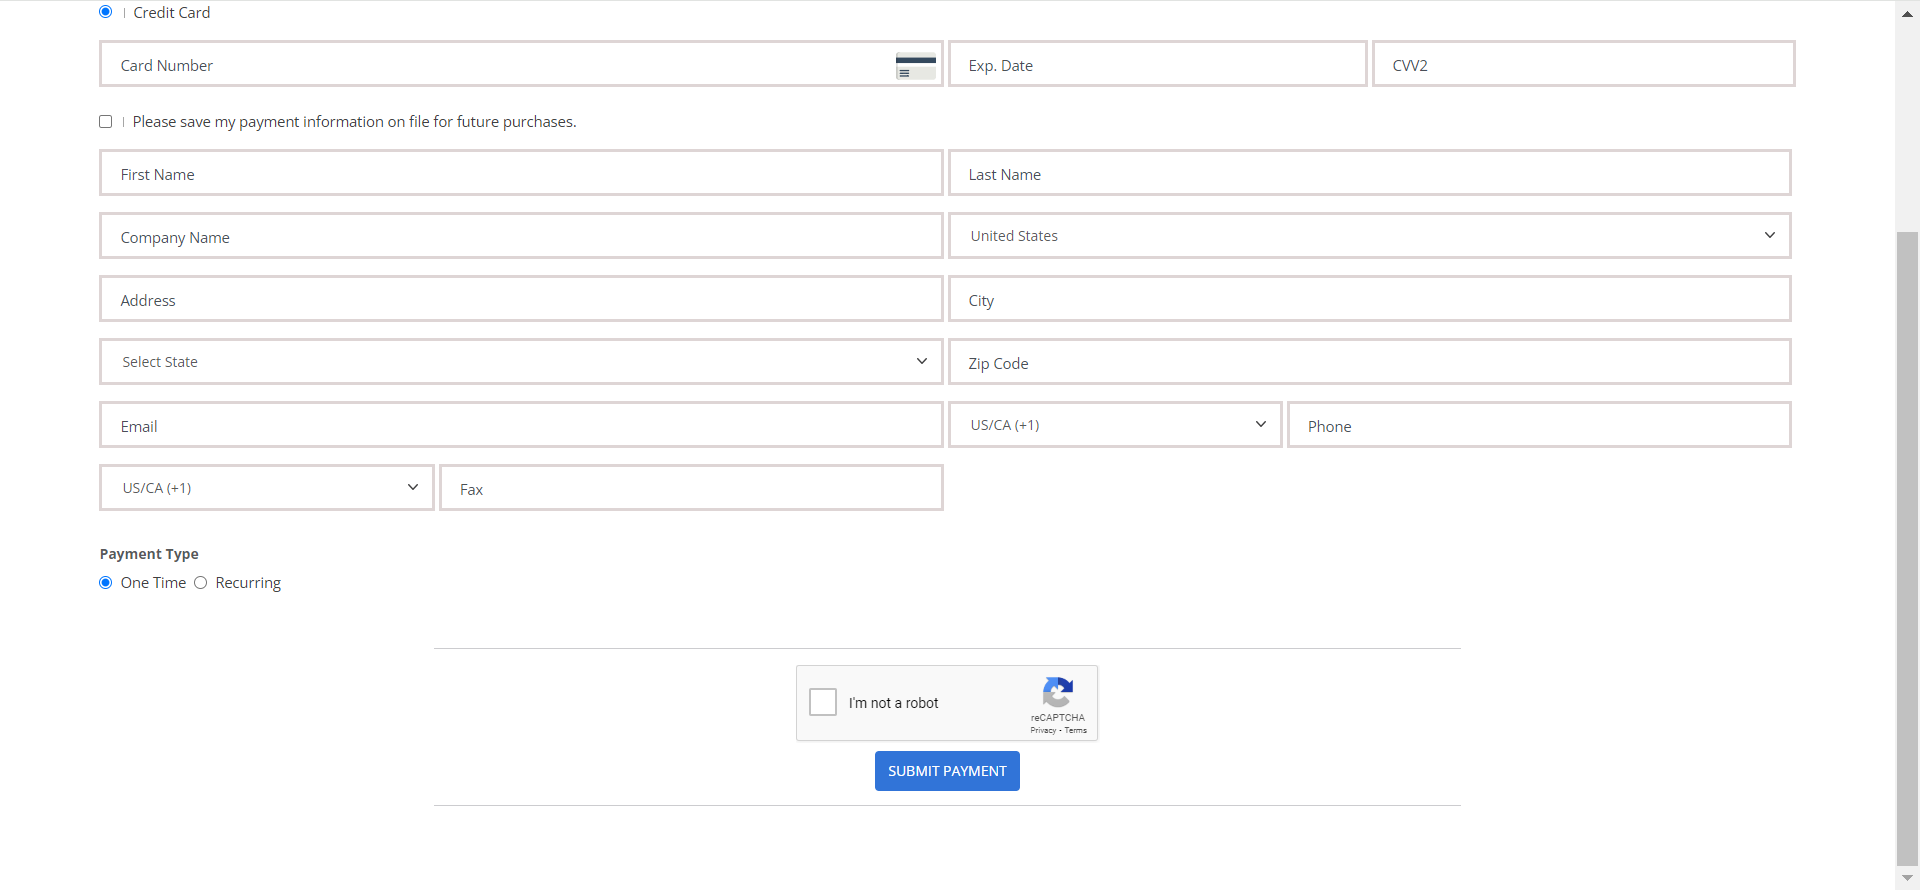 Credit Card
Card Number Exp. Date CVV2
Please save my payment information on file for future purchases.
First Name Last Name
Company Name United States
Address City
Select State Zip Code
Email US/CA (+1) Phone
US/CA (+1) Fax
Payment Type
One Time Recurring
I'm not a robot
reCAPTCHA
Privacy - Terms
SUBMIT PAYMENT